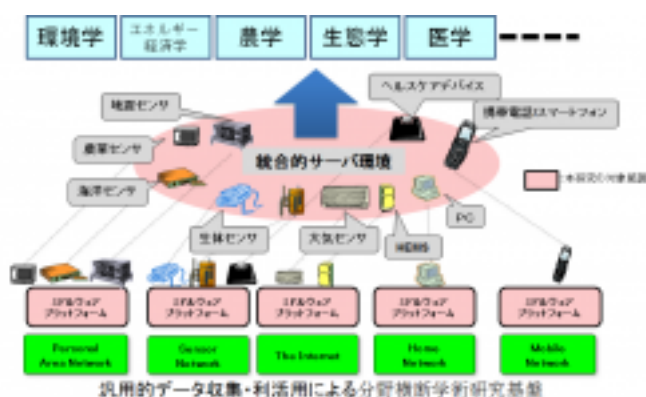 環境学
エネルギー
経済学
農学
生態学
医学
ヘルスケアデバイス
地震センサ
携帯電話/スマートフォン
農業センサ
統合的サーバ環境
海洋センサ
本研究の対象範囲
PC
生体センサ
大気センサ
HEMS
ミドルウェア
プラットフォーム
ミドルウェア
プラットフォーム
ミドルウェア
プラットフォーム
ミドルウェア
プラットフォーム
ミドルウェア
プラットフォーム
Personal
Area Network
Sensor
Network
The Internet
Home
Network
Mobile
Network
汎用的データ収集・利活用による分野横断学術研究基盤